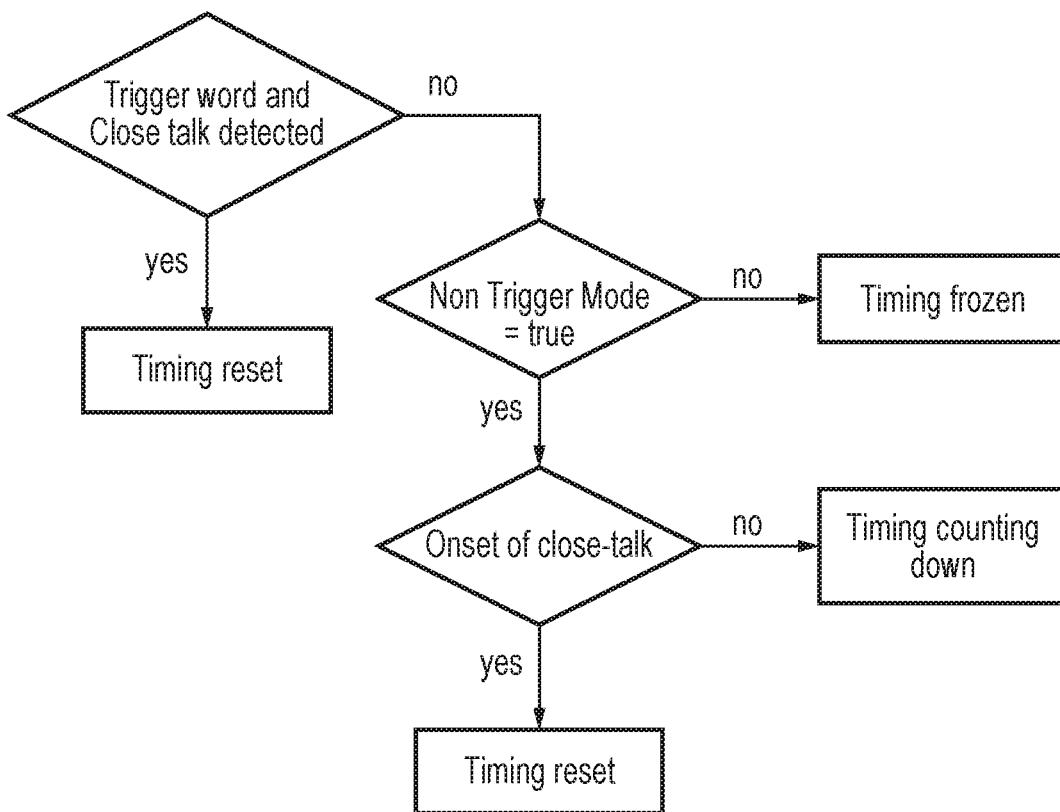 Trigger word and
Close talk detected
no
yes
Timing reset
Non Trigger Mode
= true
no
Timing frozen
yes
Onset of close-talk
no
Timing counting
down
yes
Timing reset